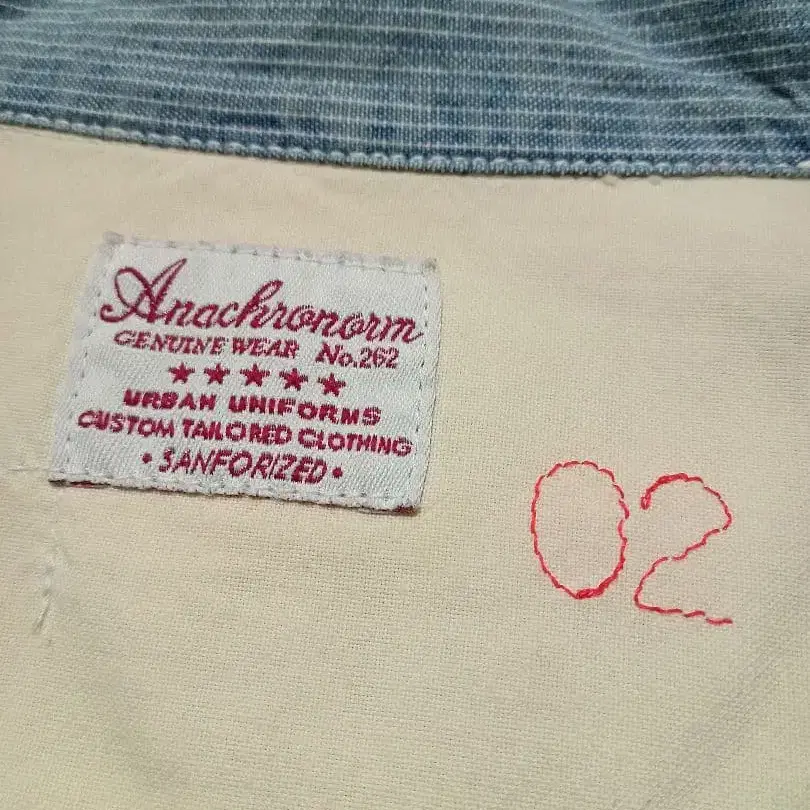 Anachronorm
GENUINE WEAR No.262
★★★★★
URBAN UNIFORMS
CUSTOM TAILORED CLOTHING
• SANFORIZED •
02